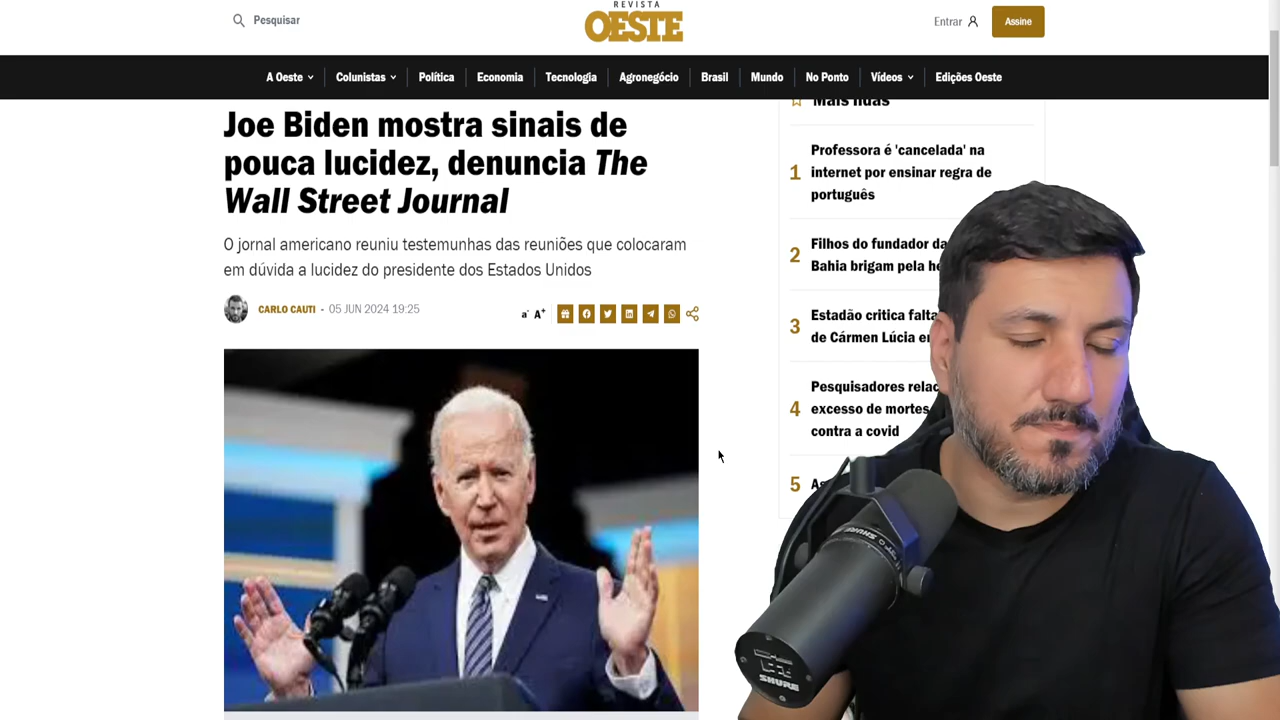 Pesquisar
REVISTA
OESTE
Entrar
Assine
A Oeste
Colunistas
Política
Economia
Tecnologia
Agronegócio
Brasil
Mundo
No Ponto
Vídeos
Edições Oeste
Joe Biden mostra sinais de
pouca lucidez, denuncia The
Wall Street Journal
O jornal americano reuniu testemunhas das reuniões que colocaram
em dúvida a lucidez do presidente dos Estados Unidos
CARLO CAUTI - 05 JUN 2024 19:25
a- A+
Mais lidas
1
Professora é 'cancelada' na
internet por ensinar regra de
português
2
Filhos do fundador da
Bahia brigam pela
3
Estadão critica falta
de Cármen Lúcia
4
Pesquisadores
excesso de mortes
contra a covid
5
SHURE
SHURE